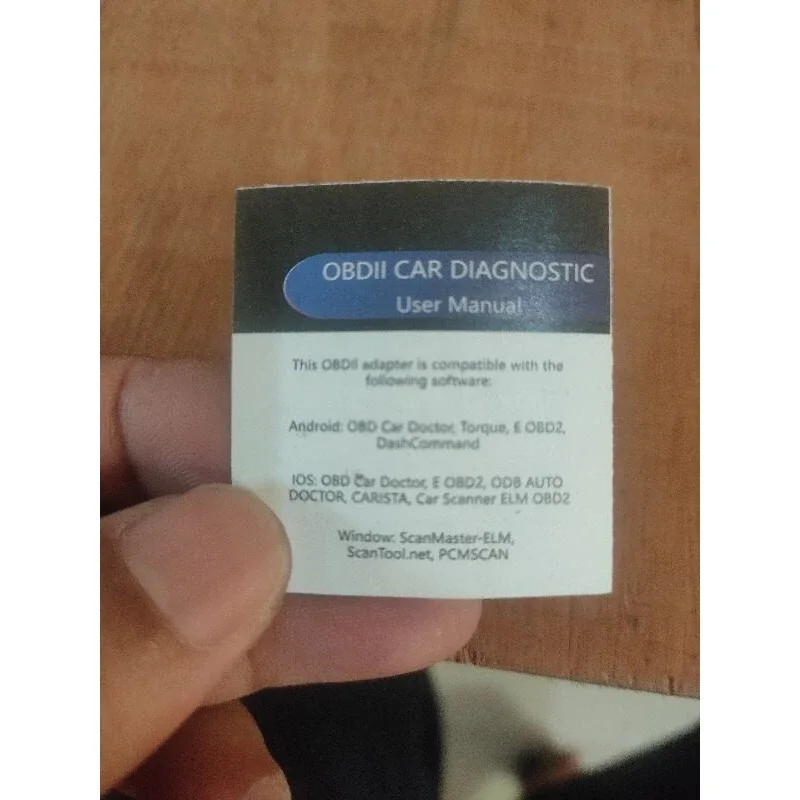 OBDII CAR DIAGNOSTIC
User Manual
This OBDII adapter is compatible with the
following software:
Android: OBD Car Doctor, Torque, E OBD2,
DashCommand
IOS: OBD Car Doctor, E OBD2, ODB AUTO
DOCTOR, CARISTA, Car Scanner ELM OBD2
Window: ScanMaster-ELM,
ScanTool.net, PCMSCAN